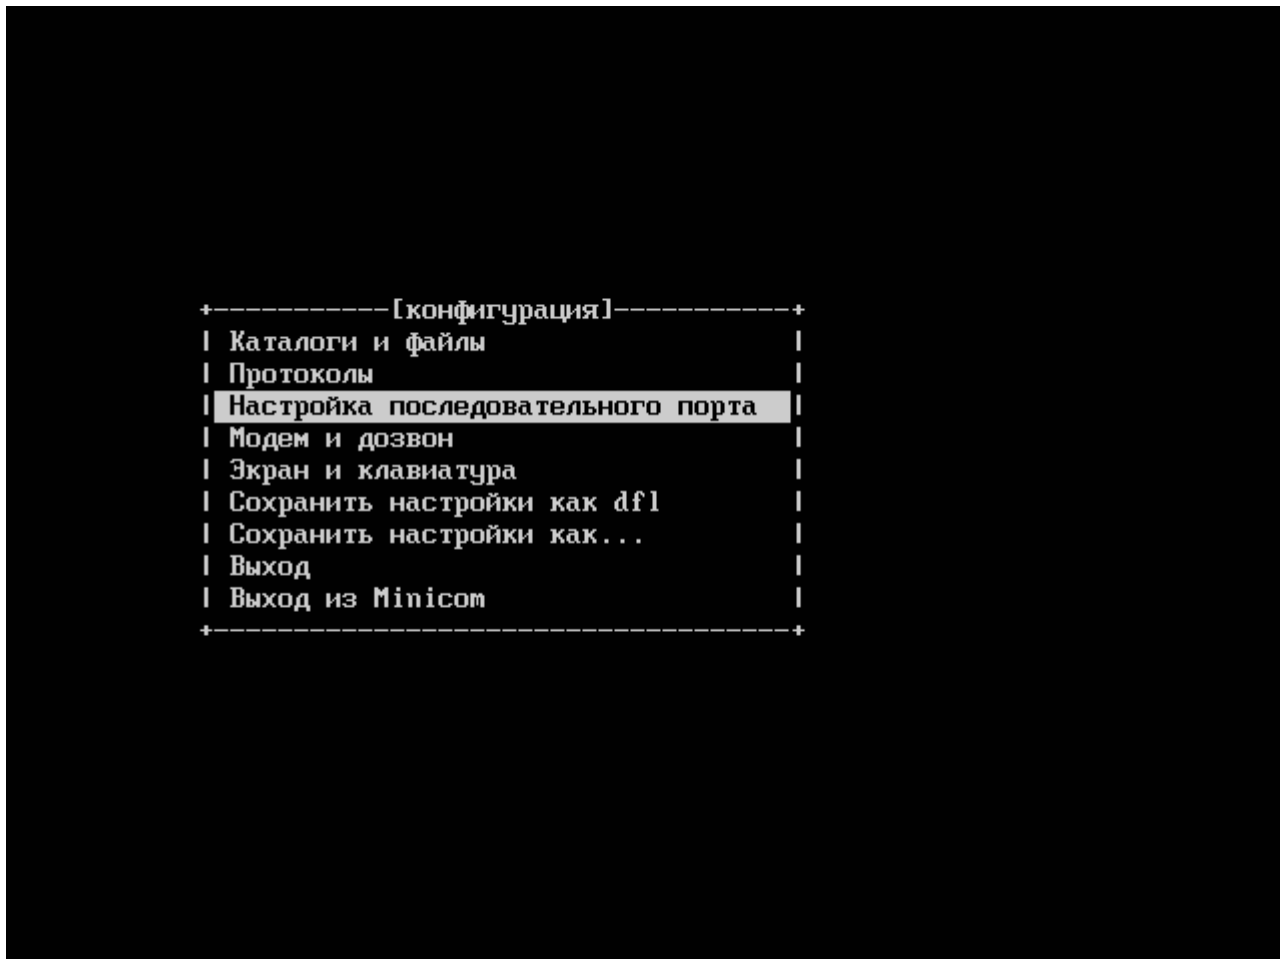 [конфигурация]
Каталоги и файлы
Протоколы
Настройка последовательного порта
Модем и дозвон
Экран и клавиатура
Сохранить настройки как dfl
Сохранить настройки как...
Выход
Выход из Minicom